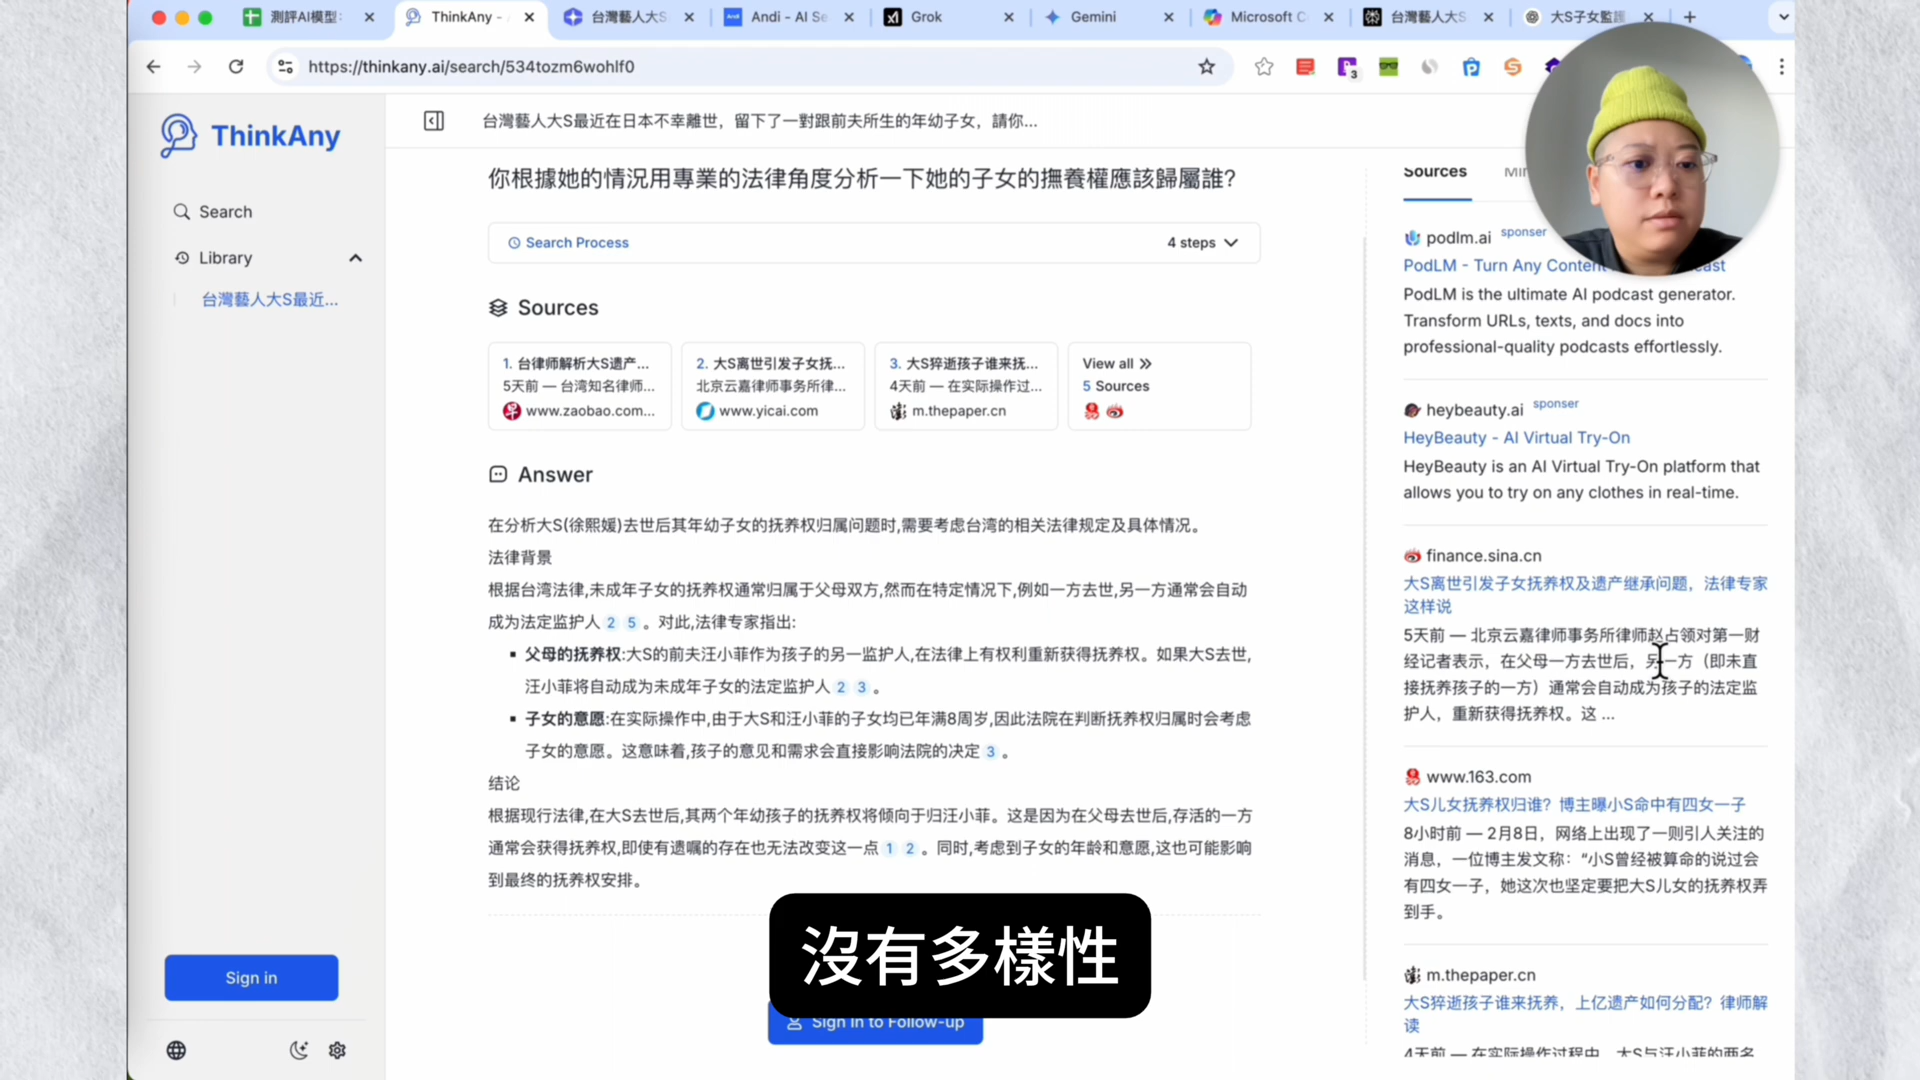 測評AI模型:
ThinkAny -
台灣藝人大S
Andi - AI Se
Grok
Gemini
Microsoft C
台灣藝人大S
大S子女監護
https://thinkany.ai/search/534tozm6wohlf0
3
ThinkAny
Search
Library
台灣藝人大S最近...
Sign in
台灣藝人大S最近在日本不幸離世，留下了一對跟前夫所生的年幼子女，請你...
你根據她的情況用專業的法律角度分析一下她的子女的撫養權應該歸屬誰?
Search Process
4 steps
Sources
1. 台律师解析大S遗产...
5天前 — 台湾知名律师...
www.zaobao.com...
2. 大S离世引发子女抚...
北京云嘉律师事务所律...
www.yicai.com
3. 大S猝逝孩子谁来抚...
4天前 — 在实际操作过...
m.thepaper.cn
View all
5 Sources
Answer
在分析大S(徐熙媛)去世后其年幼子女的抚养权归属问题时,需要考虑台湾的相关法律规定及具体情况。
法律背景
根据台湾法律,未成年子女的抚养权通常归属于父母双方,然而在特定情况下,例如一方去世,另一方通常会自动
成为法定监护人 2 5 。对此,法律专家指出:
▪ 父母的抚养权:大S的前夫汪小菲作为孩子的另一监护人,在法律上有权利重新获得抚养权。如果大S去世,
汪小菲将自动成为未成年子女的法定监护人 2 3 。
▪ 子女的意愿:在实际操作中,由于大S和汪小菲的子女均已年满8周岁,因此法院在判断抚养权归属时会考虑
子女的意愿。这意味着,孩子的意见和需求会直接影响法院的决定 3 。
结论
根据现行法律,在大S去世后,其两个年幼孩子的抚养权将倾向于归汪小菲。这是因为在父母去世后,存活的一方
通常会获得抚养权,即使有遗嘱的存在也无法改变这一点 1 2 。同时,考虑到子女的年龄和意愿,这也可能影响
到最终的抚养权安排。
沒有多樣性
Sign In to Follow-up
Sources
podlm.ai sponser
PodLM - Turn Any Content
PodLM is the ultimate AI podcast generator.
Transform URLs, texts, and docs into
professional-quality podcasts effortlessly.
heybeauty.ai sponser
HeyBeauty - AI Virtual Try-On
HeyBeauty is an AI Virtual Try-On platform that
allows you to try on any clothes in real-time.
finance.sina.cn
大S离世引发子女抚养权及遗产继承问题，法律专家
这样说
5天前 — 北京云嘉律师事务所律师赵占领对第一财
经记者表示，在父母一方去世后，另一方（即未直
接抚养孩子的一方）通常会自动成为孩子的法定监
护人，重新获得抚养权。这 ...
www.163.com
大S儿女抚养权归谁？博主曝小S命中有四女一子
8小时前 — 2月8日，网络上出现了一则引人关注的
消息，一位博主发文称：“小S曾经被算命的说过会
有四女一子，她这次也坚定要把大S儿女的抚养权弄
到手。
m.thepaper.cn
大S猝逝孩子谁来抚养，上亿遗产如何分配？律师解
读
4天前 — 在实际操作过程中，大S与汪小菲的两名